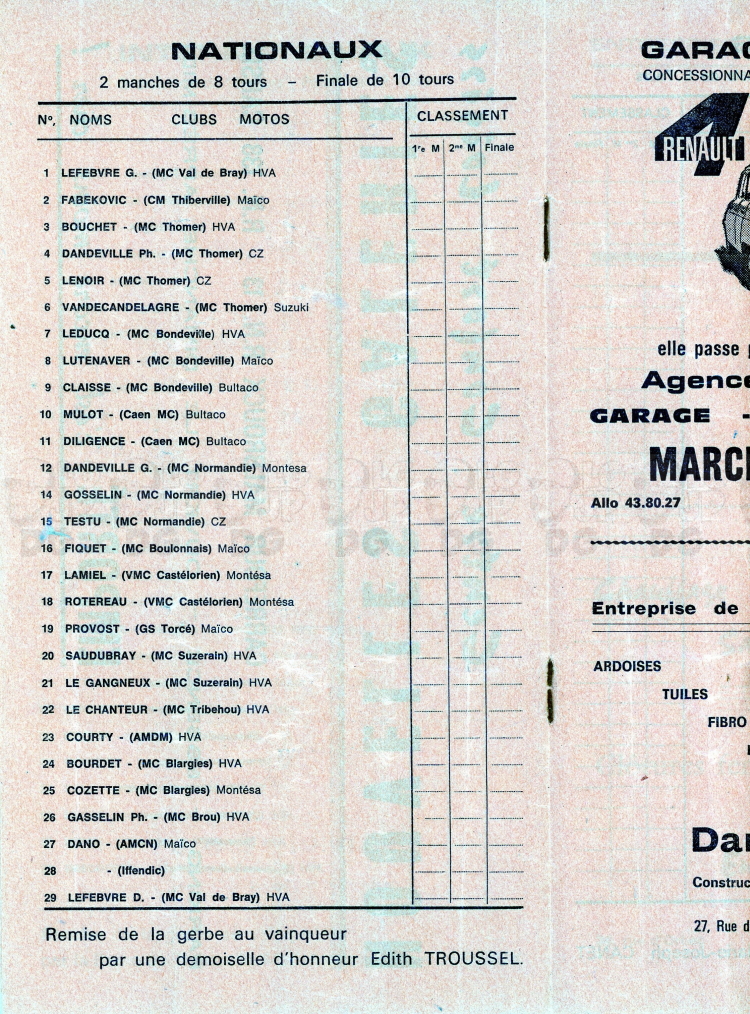 NATIONAUX
2 manches de 8 tours – Finale de 10 tours
N°, NOMS CLUBS MOTOS CLASSEMENT
1re M 2me M Finale
1 LEFEBVRE G. - (MC Val de Bray) HVA
2 FABEKOVIC - (CM Thiberville) Maïco
3 BOUCHET - (MC Thomer) HVA
4 DANDEVILLE Ph. - (MC Thomer) CZ
5 LENOIR - (MC Thomer) CZ
6 VANDECANDELAGRE - (MC Thomer) Suzuki
7 LEDUCQ - (MC Bondeville) HVA
8 LUTENAVER - (MC Bondeville) Maïco
9 CLAISSE - (MC Bondeville) Bultaco
10 MULOT - (Caen MC) Bultaco
11 DILIGENCE - (Caen MC) Bultaco
12 DANDEVILLE G. - (MC Normandie) Montesa
14 GOSSELIN - (MC Normandie) HVA
15 TESTU - (MC Normandie) CZ
16 FIQUET - (MC Boulonnais) Maïco
17 LAMIEL - (VMC Castélorien) Montésa
18 ROTEREAU - (VMC Castélorien) Montésa
19 PROVOST - (GS Torcé) Maïco
20 SAUDUBRAY - (MC Suzerain) HVA
21 LE GANGNEUX - (MC Suzerain) HVA
22 LE CHANTEUR - (MC Tribehou) HVA
23 COURTY - (AMDM) HVA
24 BOURDET - (MC Blargies) HVA
25 COZETTE - (MC Blargies) Montésa
26 GASSELIN Ph. - (MC Brou) HVA
27 DANO - (AMCN) Maïco
28 - (Iffendic)
29 LEFEBVRE D. - (MC Val de Bray) HVA
Remise de la gerbe au vainqueur
par une demoiselle d'honneur Edith TROUSSEL.
GARAG
CONCESSIONNA
4
RENAULT
elle passe
Agence
GARAGE -
MARC
Allo 43.80.27
Entreprise de
ARDOISES
TUILES
FIBRO
Dan
Construc
27, Rue d